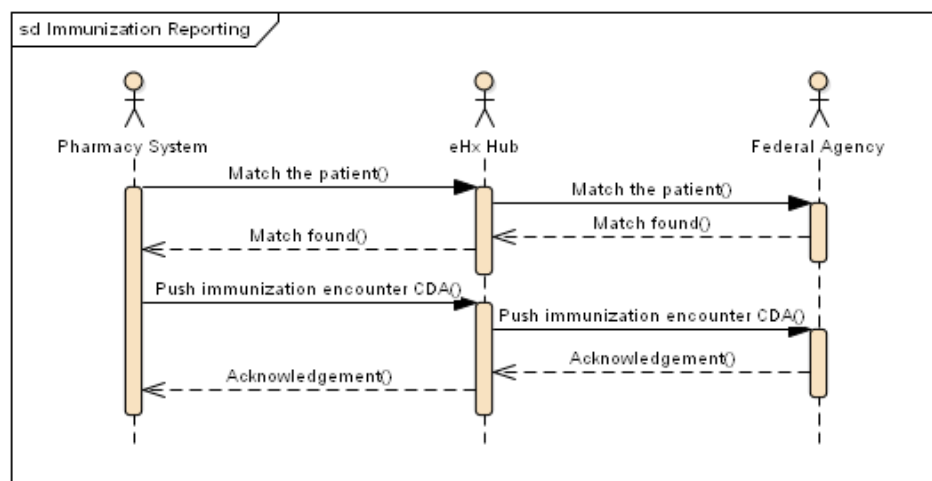 sd Immunization Reporting
Pharmacy System
eHx Hub
Federal Agency
Match the patient()
Match the patient()
Match found()
Match found()
Push immunization encounter CDA()
Push immunization encounter CDA()
Acknowledgement()
Acknowledgement()